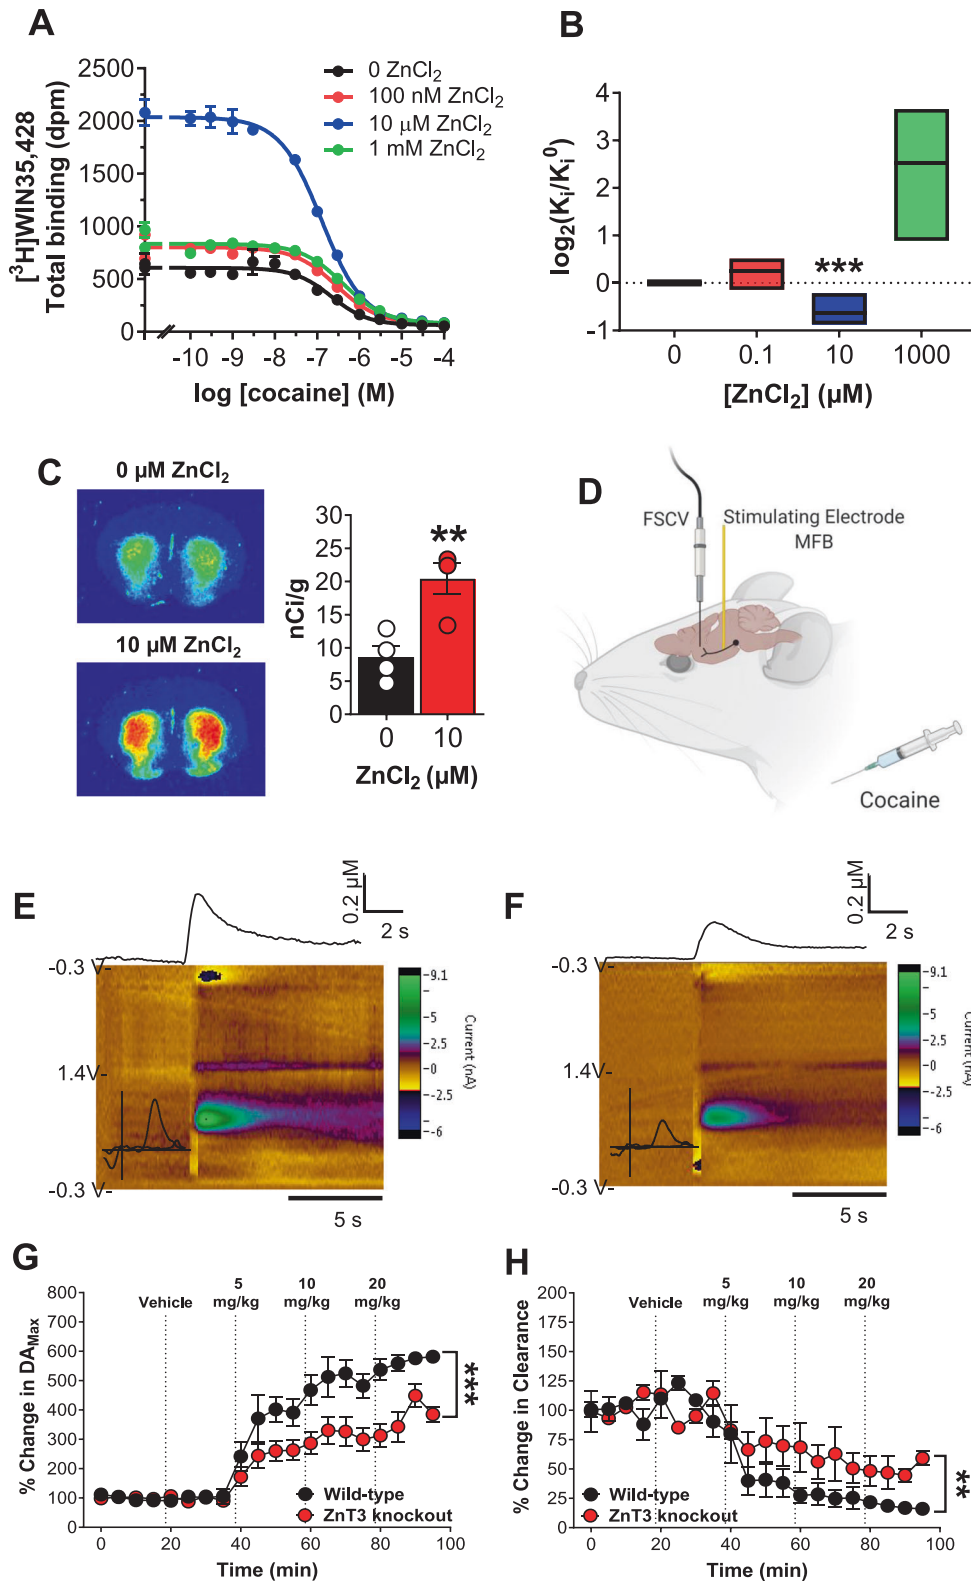 A
[³H]WIN35,428
Total binding (dpm)
2500
2000
1500
1000
500
0
-10 -9 -8 -7 -6 -5 -4
log [cocaine] (M)
0 ZnCl₂
100 nM ZnCl₂
10 μM ZnCl₂
1 mM ZnCl₂
B
log₂(Kᵢ/Kᵢ⁰)
4
3
2
1
0
-1
***
0 0.1 10 1000
[ZnCl₂] (μM)
C
0 μM ZnCl₂
10 μM ZnCl₂
nCi/g
30
25
20
15
10
5
0
**
0 10
ZnCl₂ (μM)
D
FSCV
Stimulating Electrode
MFB
Cocaine
E
0.2 μM
2 s
-0.3 V-
1.4V-
-0.3 V-
9.1
5
2.5
0
-2.5
-6
Current (nA)
5 s
F
0.2 μM
2 s
-0.3 V-
1.4V-
-0.3 V-
9.1
5
2.5
0
-2.5
-6
Current (nA)
5 s
G
% Change in DA_Max
800
700
600
500
400
300
200
100
0
Vehicle
5
mg/kg
10
mg/kg
20
mg/kg
***
Wild-type
ZnT3 knockout
0 20 40 60 80 100
Time (min)
H
% Change in Clearance
200
175
150
125
100
75
50
25
0
Vehicle
5
mg/kg
10
mg/kg
20
mg/kg
**
Wild-type
ZnT3 knockout
0 20 40 60 80 100
Time (min)